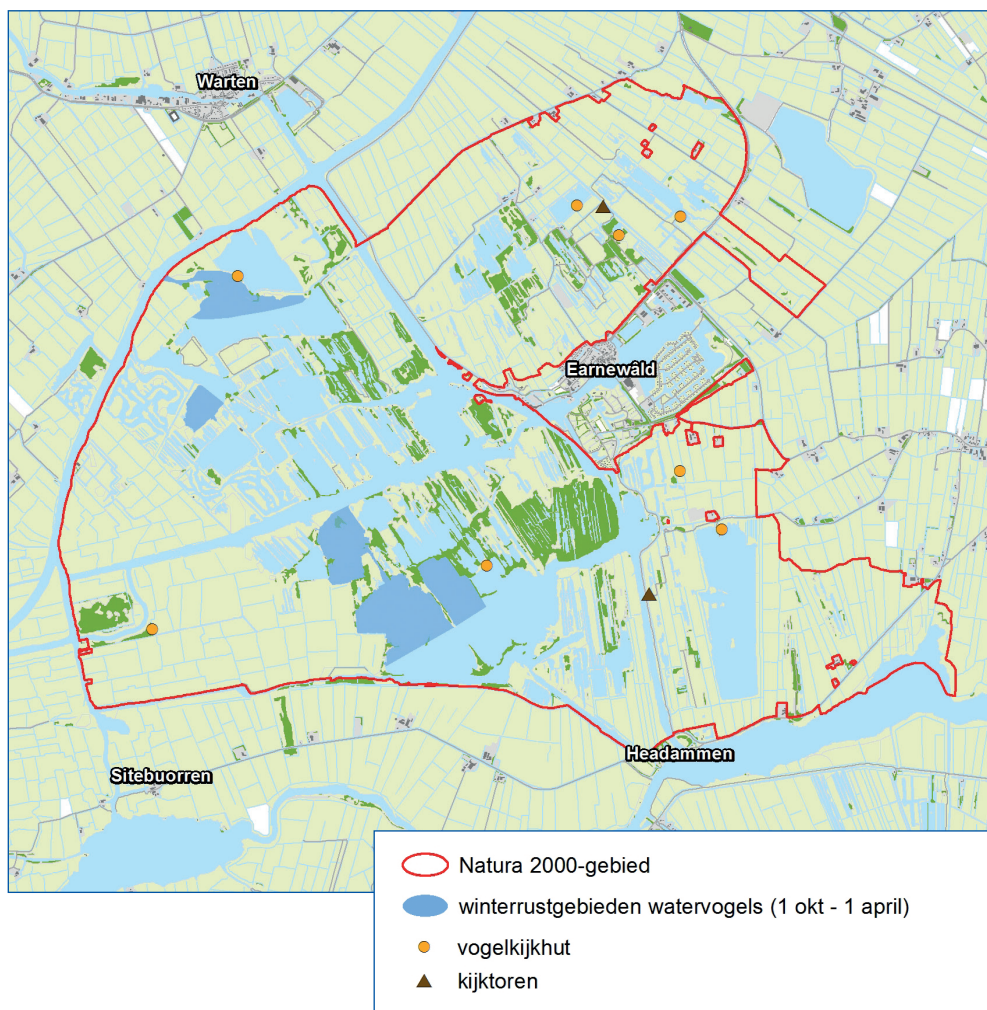 Warten
Earnewâld
Headammen
Sitebuorren
Natura 2000-gebied
winterrustgebieden watervogels (1 okt - 1 april)
vogelkijkhut
kijktoren